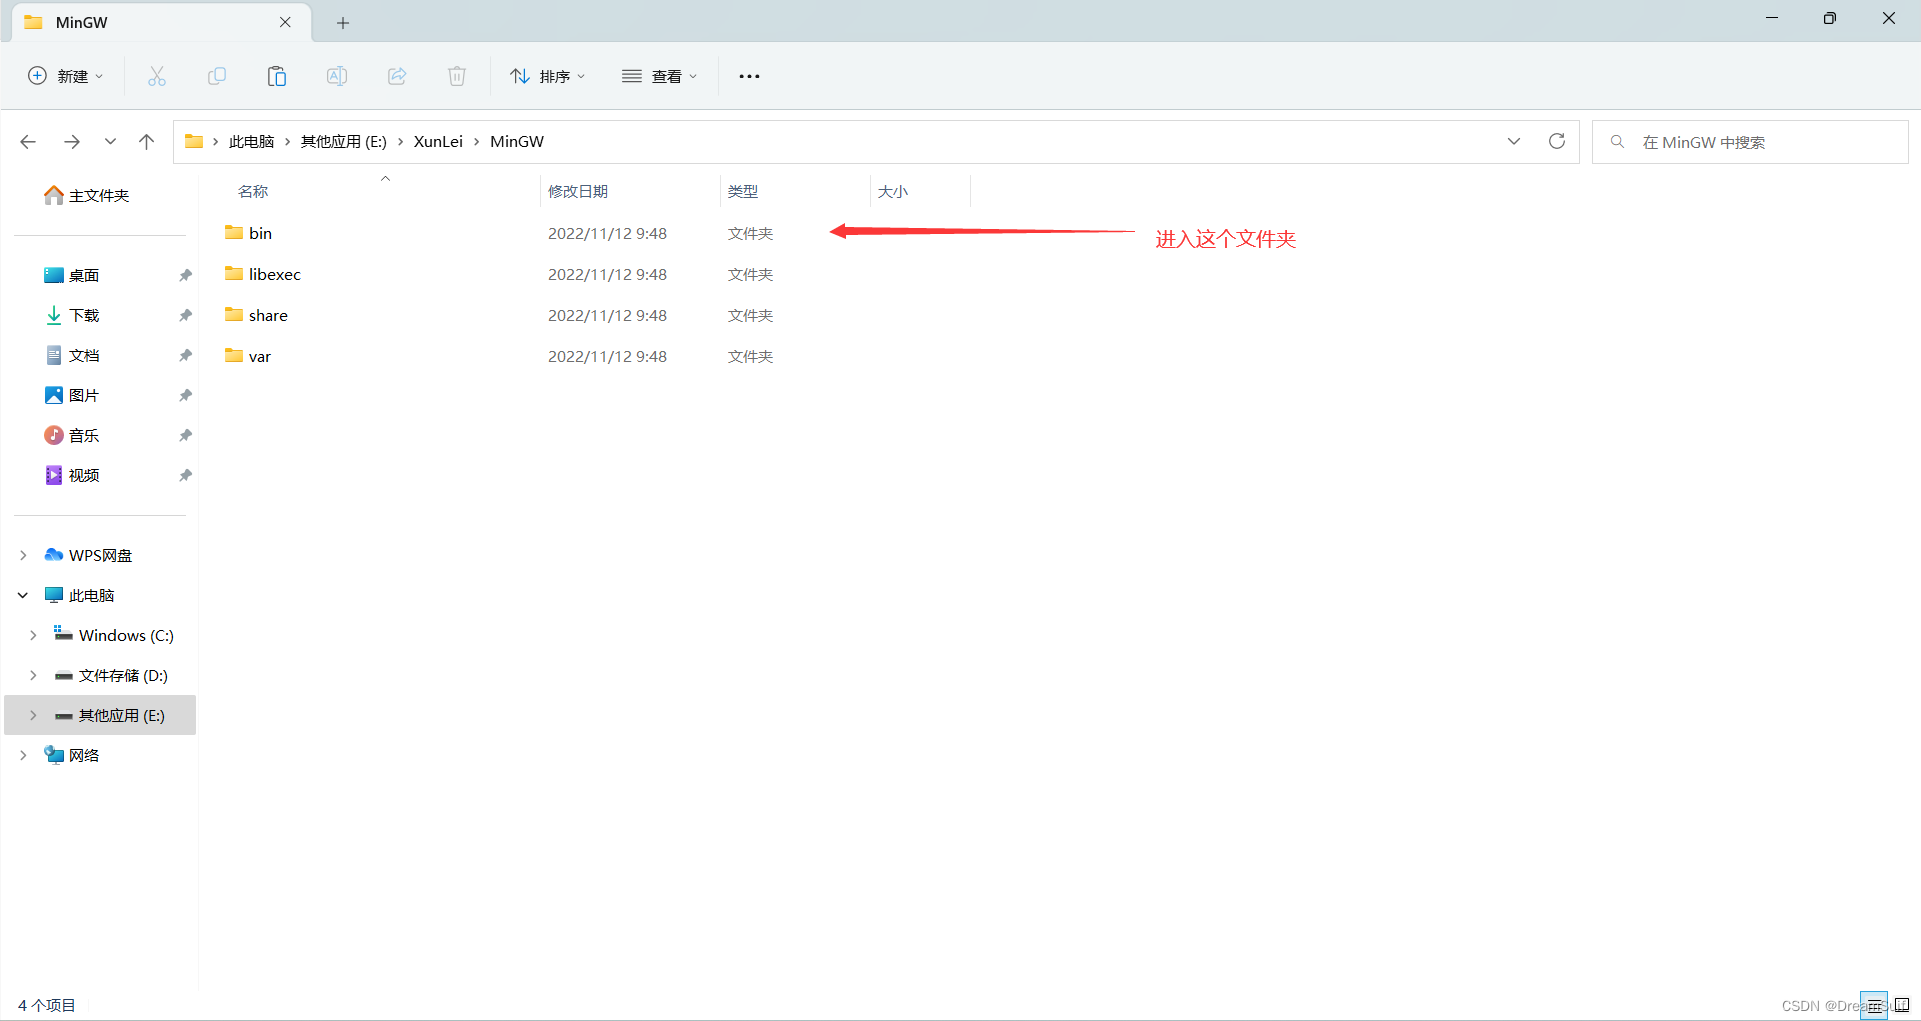 MinGW
新建
排序
查看
此电脑 > 其他应用 (E:) > XunLei > MinGW
在 MinGW 中搜索
主文件夹
桌面
下载
文档
图片
音乐
视频
WPS网盘
此电脑
Windows (C:)
文件存储 (D:)
其他应用 (E:)
网络
名称 修改日期 类型 大小
bin 2022/11/12 9:48 文件夹
libexec 2022/11/12 9:48 文件夹
share 2022/11/12 9:48 文件夹
var 2022/11/12 9:48 文件夹
进入这个文件夹
4 个项目
CSDN